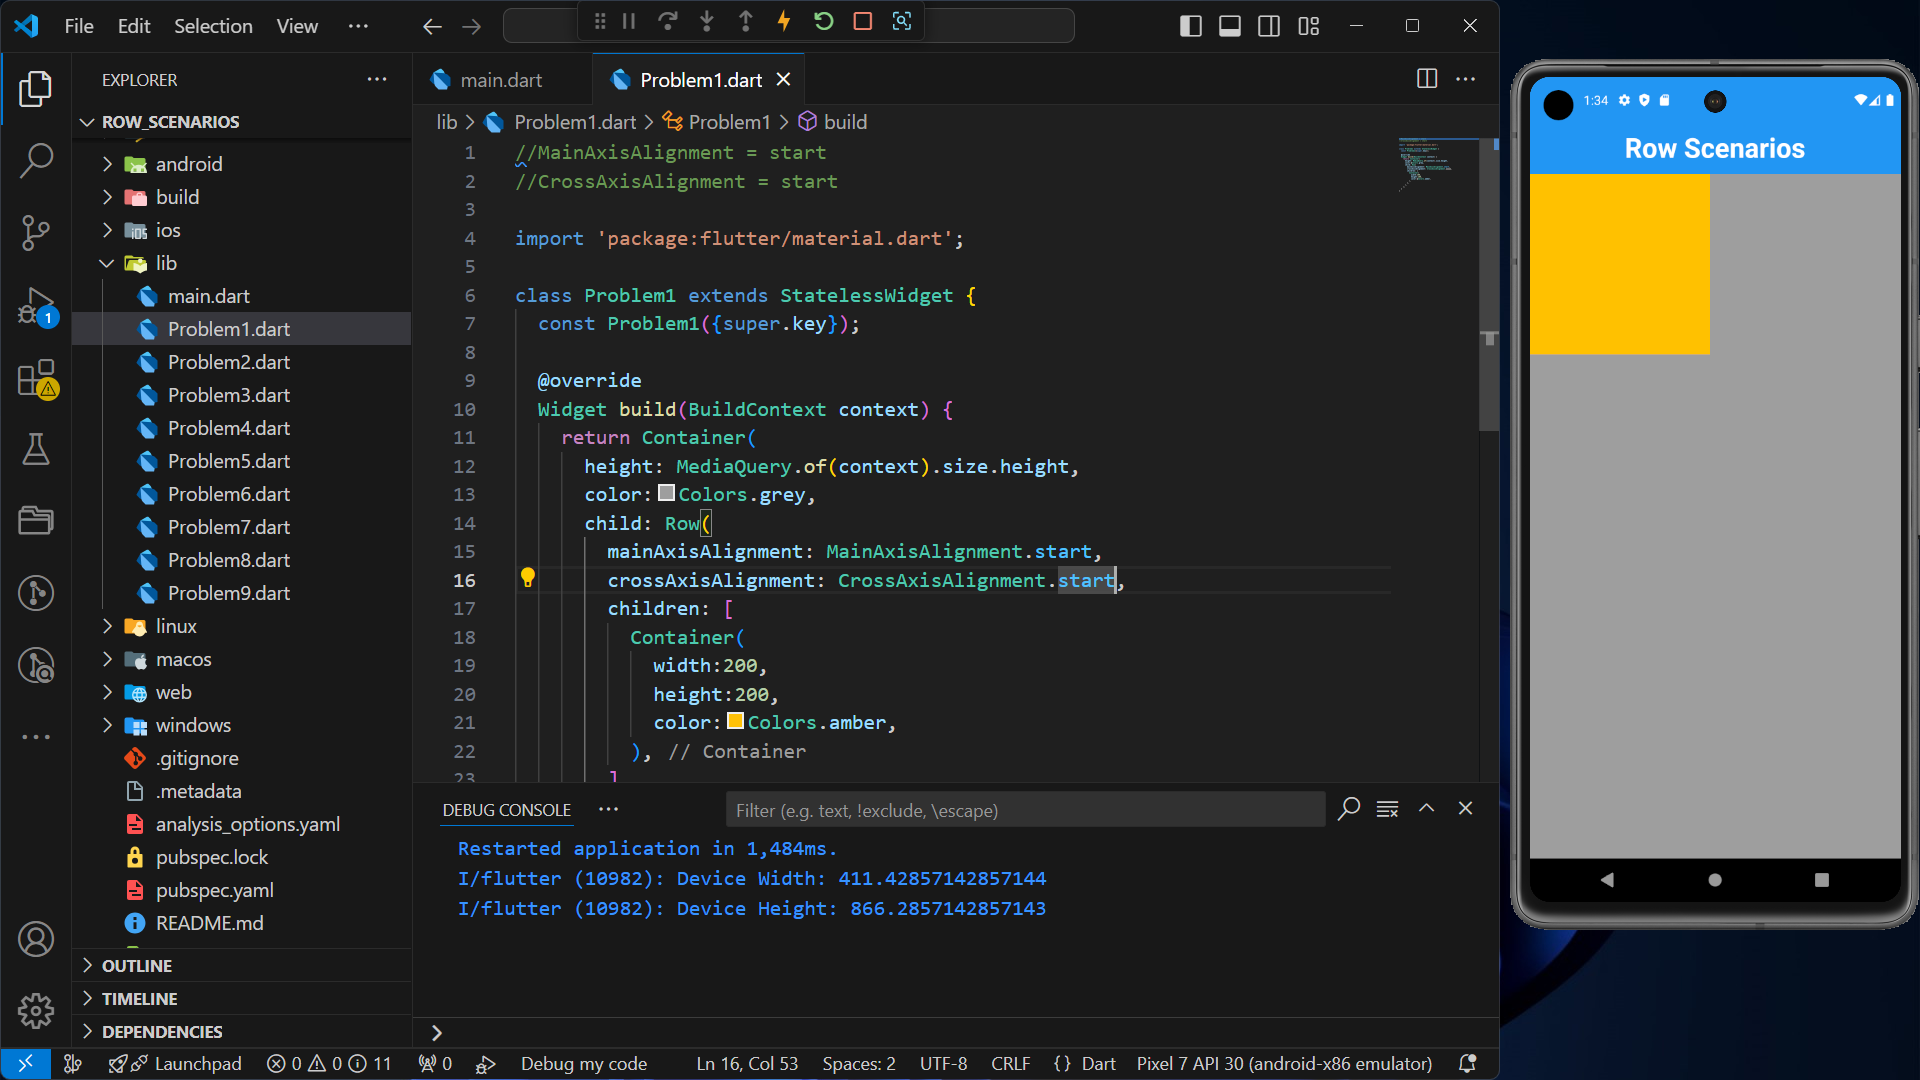 File Edit Selection View ···
EXPLORER ···
ROW_SCENARIOS
android
build
ios
lib
main.dart
Problem1.dart
Problem2.dart
Problem3.dart
Problem4.dart
Problem5.dart
Problem6.dart
Problem7.dart
Problem8.dart
Problem9.dart
linux
macos
web
windows
.gitignore
.metadata
analysis_options.yaml
pubspec.lock
pubspec.yaml
README.md
OUTLINE
TIMELINE
DEPENDENCIES
1
main.dart Problem1.dart
lib > Problem1.dart > Problem1 > build
1 //MainAxisAlignment = start
2 //CrossAxisAlignment = start
3
4 import 'package:flutter/material.dart';
5
6 class Problem1 extends StatelessWidget {
7 const Problem1({super.key});
8
9 @override
10 Widget build(BuildContext context) {
11 return Container(
12 height: MediaQuery.of(context).size.height,
13 color: Colors.grey,
14 child: Row(
15 mainAxisAlignment: MainAxisAlignment.start,
16 crossAxisAlignment: CrossAxisAlignment.start,
17 children: [
18 Container(
19 width:200,
20 height:200,
21 color: Colors.amber,
22 ), // Container
23 ]
DEBUG CONSOLE ··· Filter (e.g. text, !exclude, \escape)
Restarted application in 1,484ms.
I/flutter (10982): Device Width: 411.42857142857144
I/flutter (10982): Device Height: 866.2857142857143
>
Launchpad 0 0 11 0 Debug my code Ln 16, Col 53 Spaces: 2 UTF-8 CRLF {} Dart Pixel 7 API 30 (android-x86 emulator)
1:34
Row Scenarios